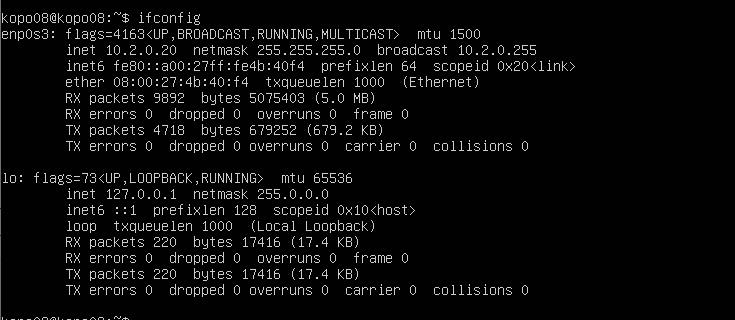 kopo08@kopo08:~$ ifconfig
enp0s3: flags=4163<UP,BROADCAST,RUNNING,MULTICAST>  mtu 1500
        inet 10.2.0.20  netmask 255.255.255.0  broadcast 10.2.0.255
        inet6 fe80::a00:27ff:fe4b:40f4  prefixlen 64  scopeid 0x20<link>
        ether 08:00:27:4b:40:f4  txqueuelen 1000  (Ethernet)
        RX packets 9892  bytes 5075403 (5.0 MB)
        RX errors 0  dropped 0  overruns 0  frame 0
        TX packets 4718  bytes 679252 (679.2 KB)
        TX errors 0  dropped 0 overruns 0  carrier 0  collisions 0

lo: flags=73<UP,LOOPBACK,RUNNING>  mtu 65536
        inet 127.0.0.1  netmask 255.0.0.0
        inet6 ::1  prefixlen 128  scopeid 0x10<host>
        loop  txqueuelen 1000  (Local Loopback)
        RX packets 220  bytes 17416 (17.4 KB)
        RX errors 0  dropped 0  overruns 0  frame 0
        TX packets 220  bytes 17416 (17.4 KB)
        TX errors 0  dropped 0 overruns 0  carrier 0  collisions 0

kopo08@kopo08:~$